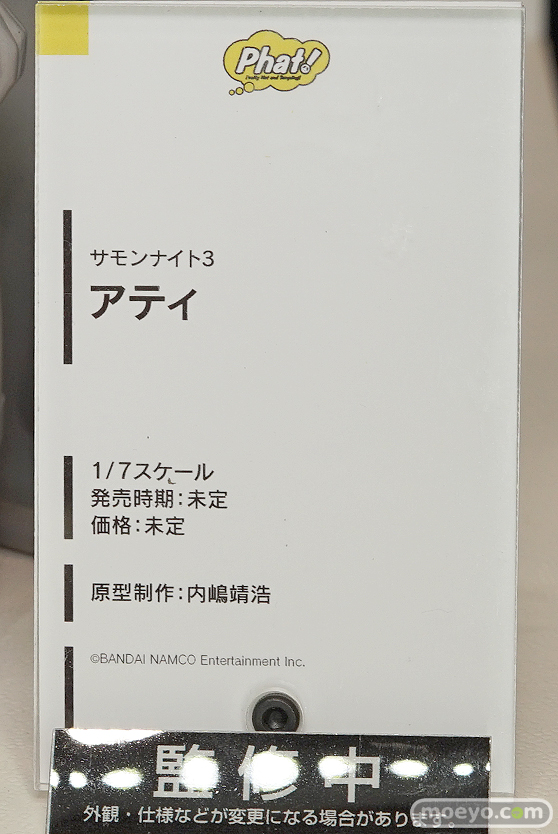 Phat!
サモンナイト3
アティ
1/7スケール
発売時期:未定
価格:未定
原型制作:内嶋靖浩
©BANDAI NAMCO Entertainment Inc.
監修中
外観・仕様などが変更になる場合があります。
moeyo.com